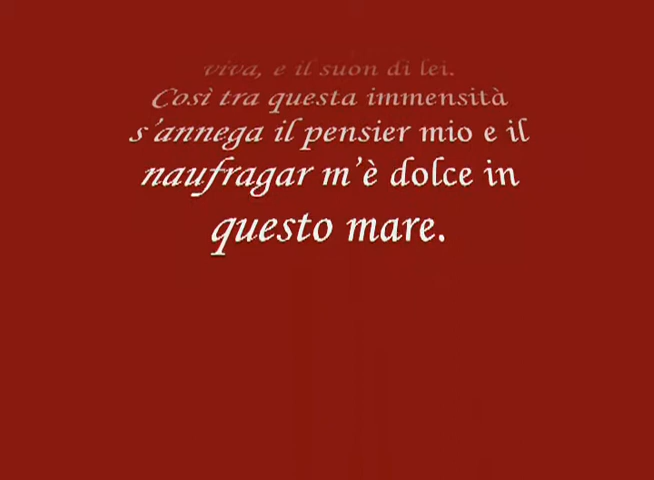 viva, e il suon di lei.
Così tra questa immensità
s'annega il pensier mio e il
naufragar m'è dolce in
questo mare.